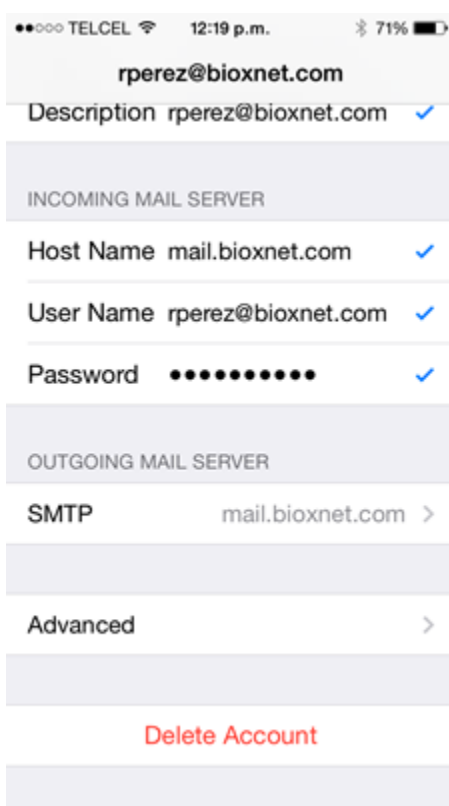 TELCEL 12:19 p.m. 71%
rperez@bioxnet.com
Description rperez@bioxnet.com
INCOMING MAIL SERVER
Host Name mail.bioxnet.com
User Name rperez@bioxnet.com
Password ●●●●●●●●●●
OUTGOING MAIL SERVER
SMTP mail.bioxnet.com
Advanced
Delete Account